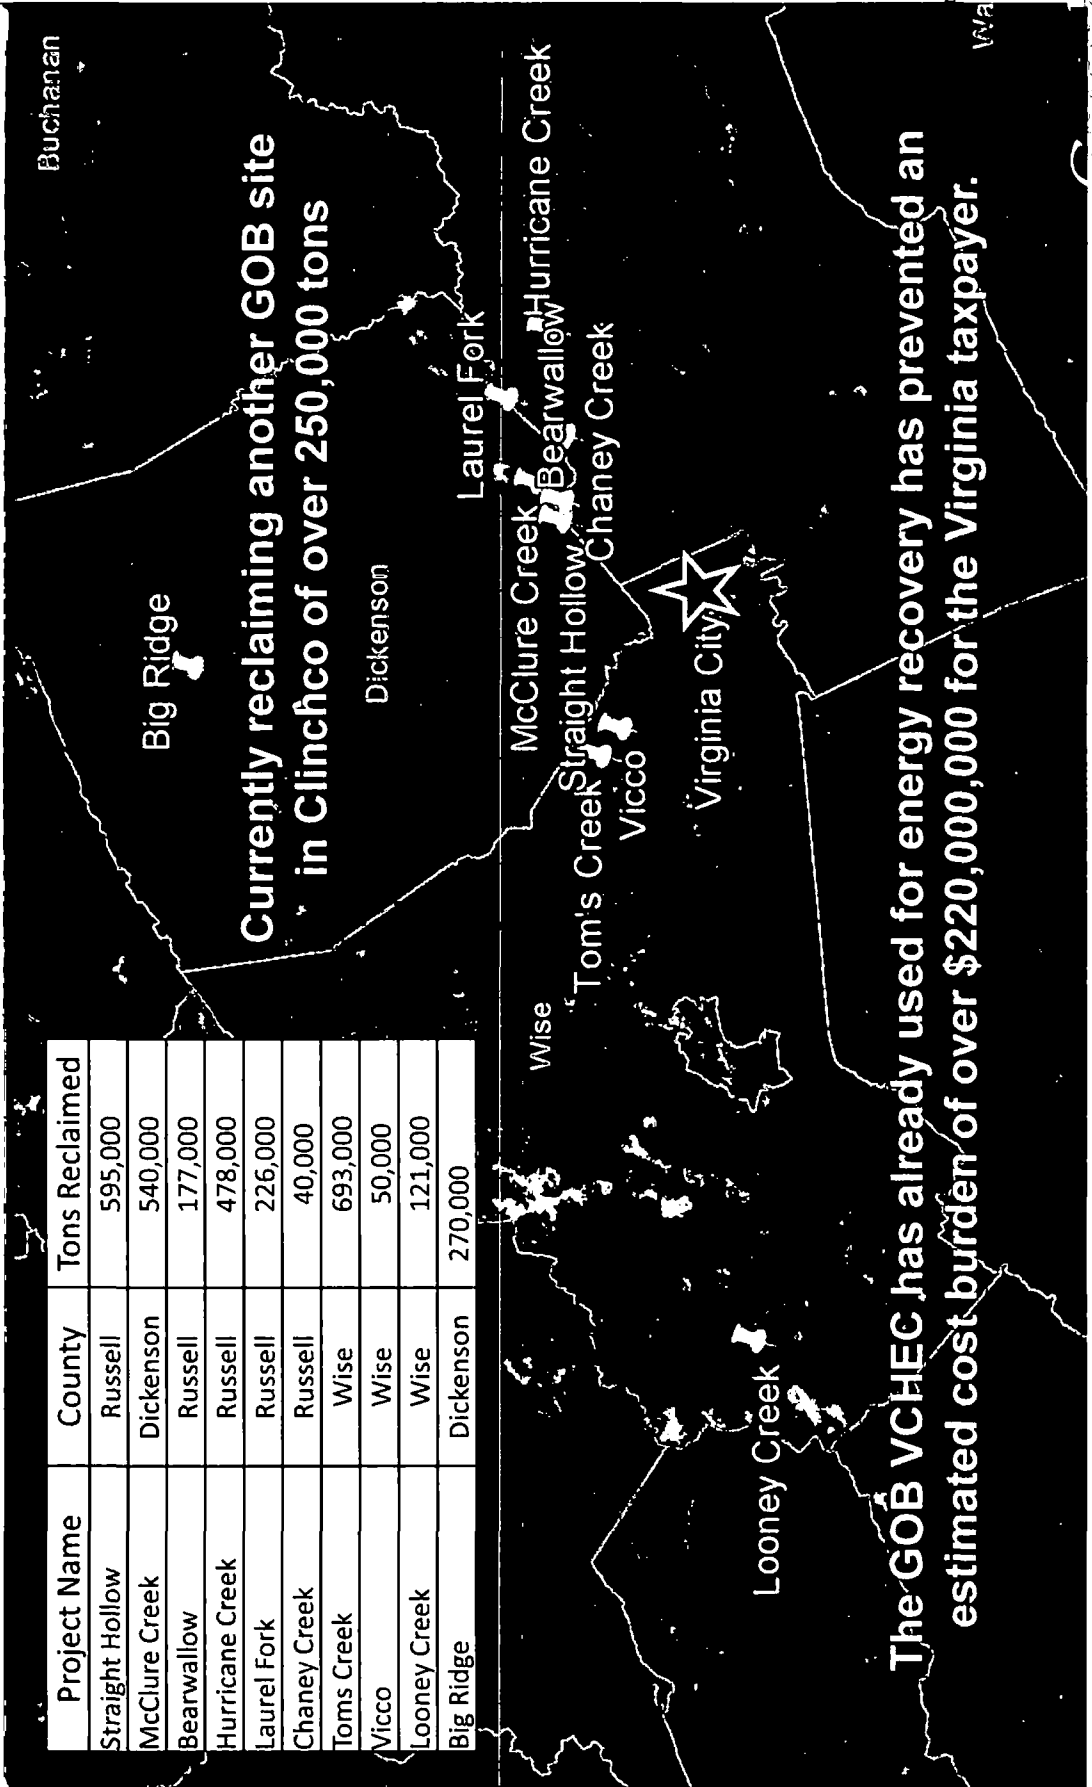 Project Name County Tons Reclaimed
Straight Hollow Russell 595,000
McClure Creek Dickenson 540,000
Bearwallow Russell 177,000
Hurricane Creek Russell 478,000
Laurel Fork Russell 226,000
Chaney Creek Russell 40,000
Toms Creek Wise 693,000
Vicco Wise 50,000
Looney Creek Wise 121,000
Big Ridge Dickenson 270,000
Buchanan
Big Ridge
Currently reclaiming another GOB site
in Clinchco of over 250,000 tons
Dickenson
Laurel Fork
McClure Creek
Hurricane Creek
Bearwallow
Straight Hollow
Chaney Creek
Tom's Creek
Vicco
Wise
Virginia City
Looney Creek
The GOB VCHEC has already used for energy recovery has prevented an
estimated cost burden of over $220,000,000 for the Virginia taxpayer.